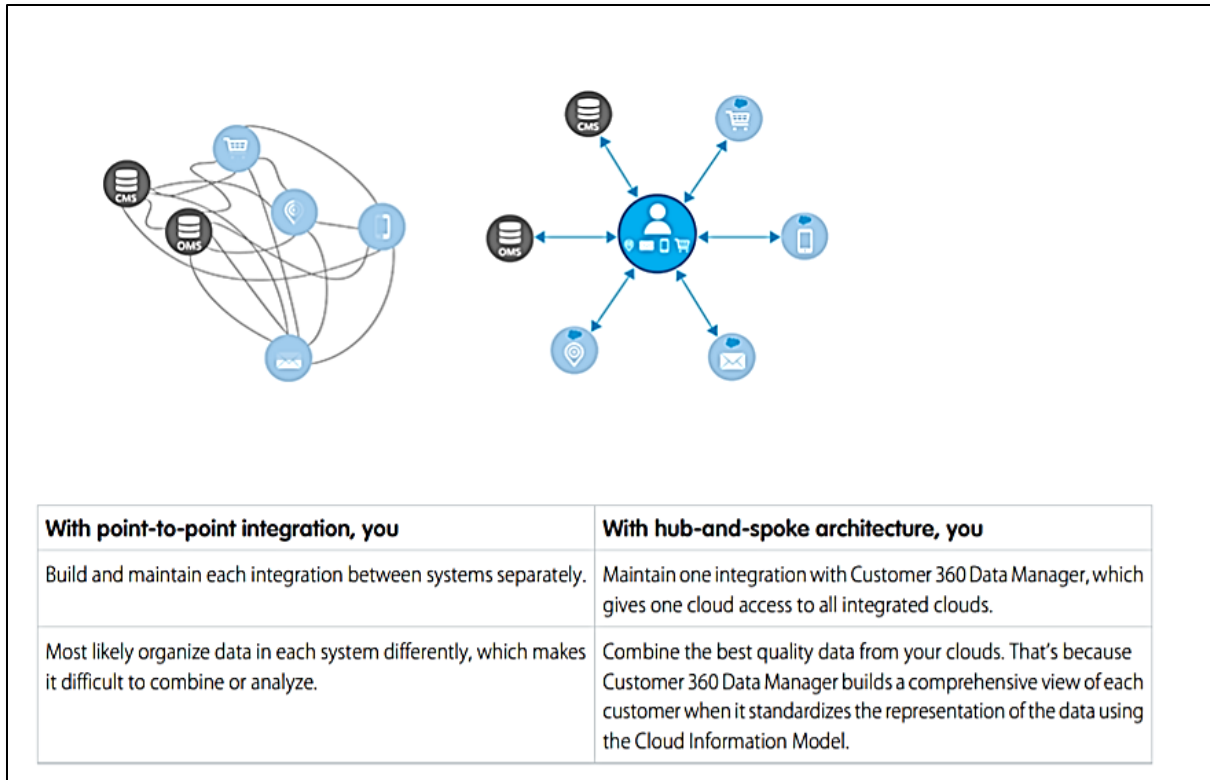 CMS
CMS
OMS
OMS
With point-to-point integration, you
With hub-and-spoke architecture, you
Build and maintain each integration between systems separately.
Maintain one integration with Customer 360 Data Manager, which
gives one cloud access to all integrated clouds.
Most likely organize data in each system differently, which makes
it difficult to combine or analyze.
Combine the best quality data from your clouds. That's because
Customer 360 Data Manager builds a comprehensive view of each
customer when it standardizes the representation of the data using
the Cloud Information Model.